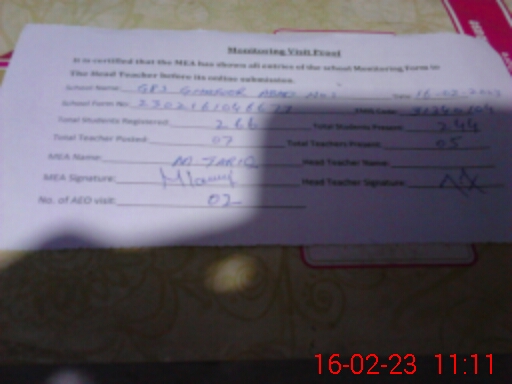 Monitoring Visit Proof
It is certified that the MEA has shown all entries of the school Monitoring Form to
The Head Teacher before its online submission.
School Name: GPS No.1 Date 16-02-2023
School Form No: EMIS Code:
Total Students Registered: 266 Total Students Present: 244
Total Teacher Posted: 07 Total Teachers Present: 05
MEA Name: M. TARIQ Head Teacher Name:
MEA Signature: Head Teacher Signature:
No. of AEO visit: 02
16-02-23 11:11